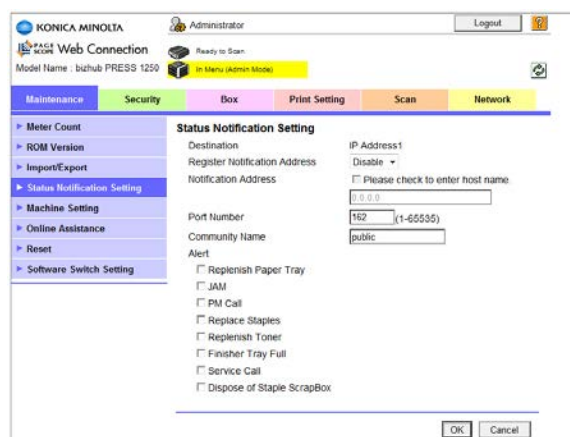 KONICA MINOLTA
Administrator
Logout
?
PAGE SCOPE Web Connection
Ready to Scan
Model Name : bizhub PRESS 1250
In Menu (Admin Mode)
Maintenance Security Box Print Setting Scan Network
Meter Count
ROM Version
Import/Export
Status Notification Setting
Machine Setting
Online Assistance
Reset
Software Switch Setting
Status Notification Setting
Destination IP Address1
Register Notification Address Disable
Notification Address Please check to enter host name
0.0.0.0
Port Number 162 (1-65535)
Community Name public
Alert
Replenish Paper Tray
JAM
PM Call
Replace Staples
Replenish Toner
Finisher Tray Full
Service Call
Dispose of Staple ScrapBox
OK Cancel